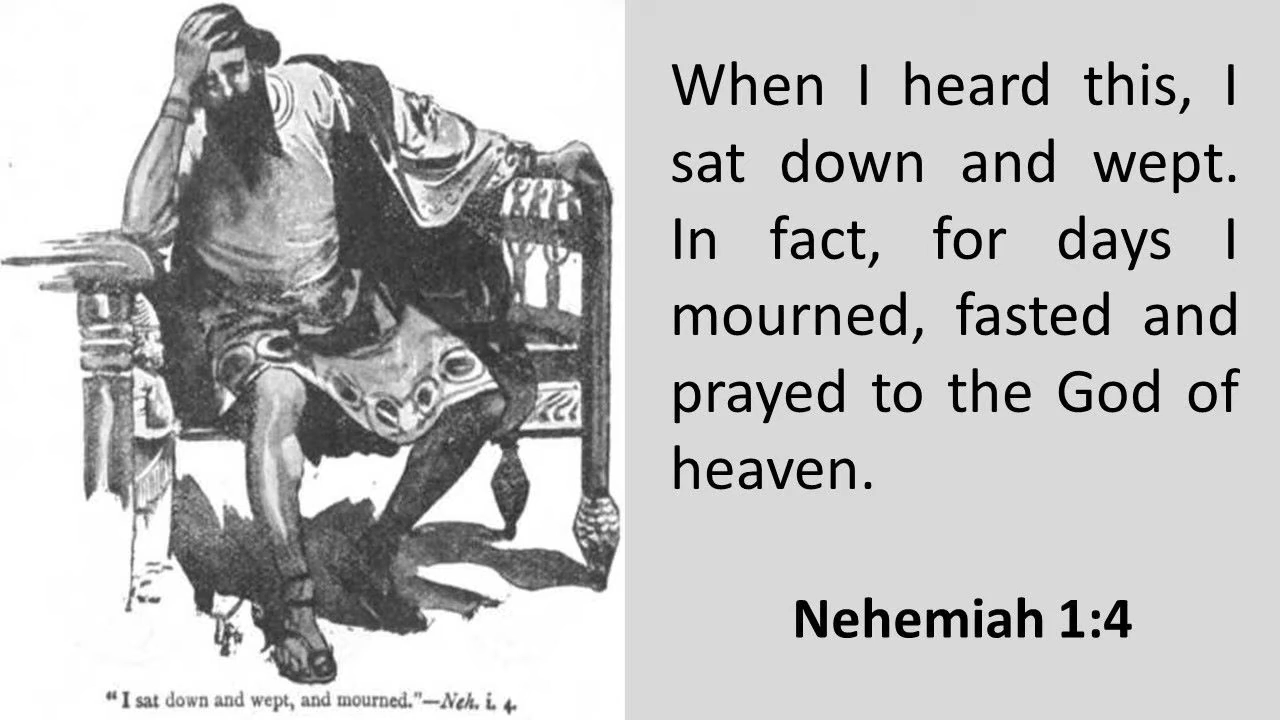 When I heard this, I
sat down and wept.
In fact, for days I
mourned, fasted and
prayed to the God of
heaven.
Nehemiah 1:4
“I sat down and wept, and mourned.”—Neh. i. 4.